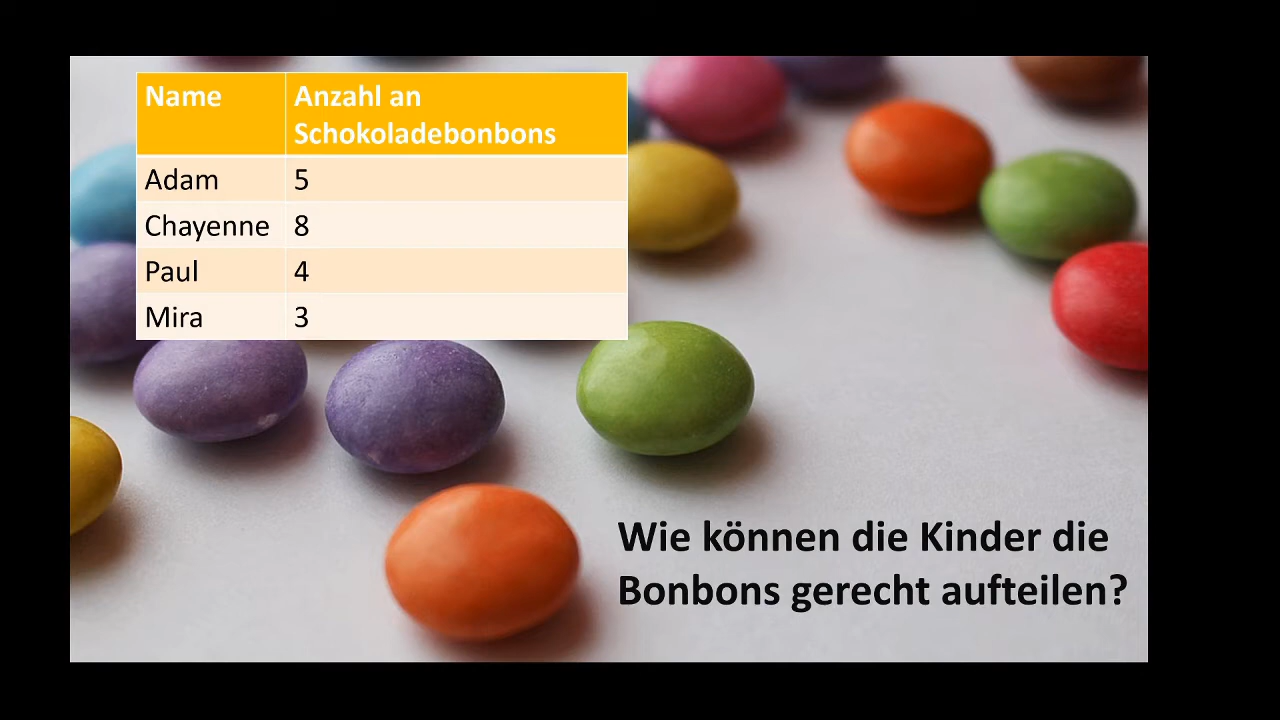 Name Anzahl an
Schokoladebonbons
Adam 5
Chayenne 8
Paul 4
Mira 3
Wie können die Kinder die
Bonbons gerecht aufteilen?